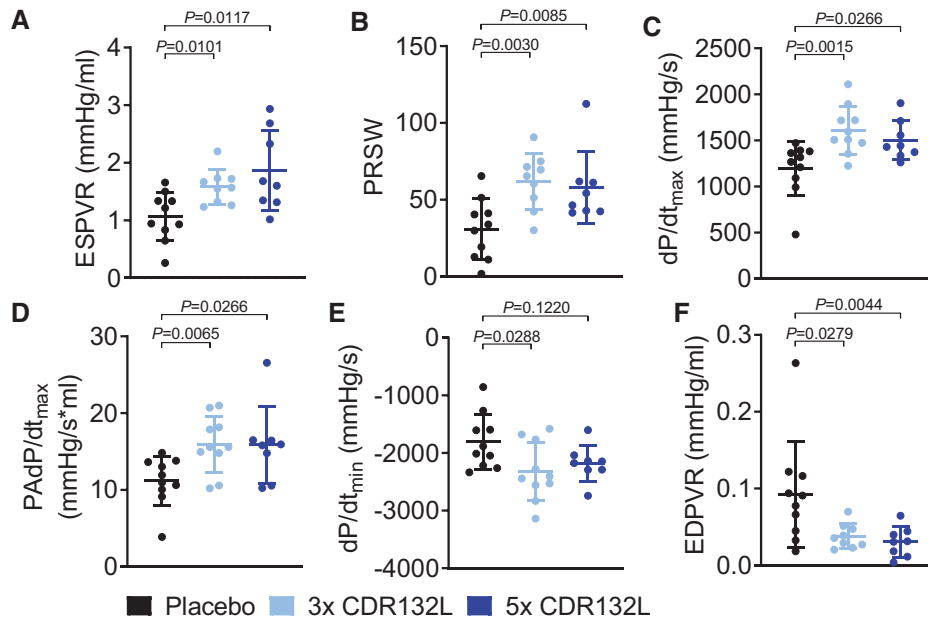 A
P=0.0117
P=0.0101
ESPVR (mmHg/ml)
4
3
2
1
0
B
P=0.0085
P=0.0030
PRSW
150
100
50
0
C
P=0.0266
P=0.0015
dP/dtmax (mmHg/s)
2500
2000
1500
1000
500
0
D
P=0.0266
P=0.0065
PAdP/dtmax
(mmHg/s*ml)
30
20
10
0
E
P=0.1220
P=0.0288
dP/dtmin (mmHg/s)
0
-1000
-2000
-3000
-4000
F
P=0.0044
P=0.0279
EDPVR (mmHg/ml)
0.3
0.2
0.1
0.0
Placebo 3x CDR132L 5x CDR132L